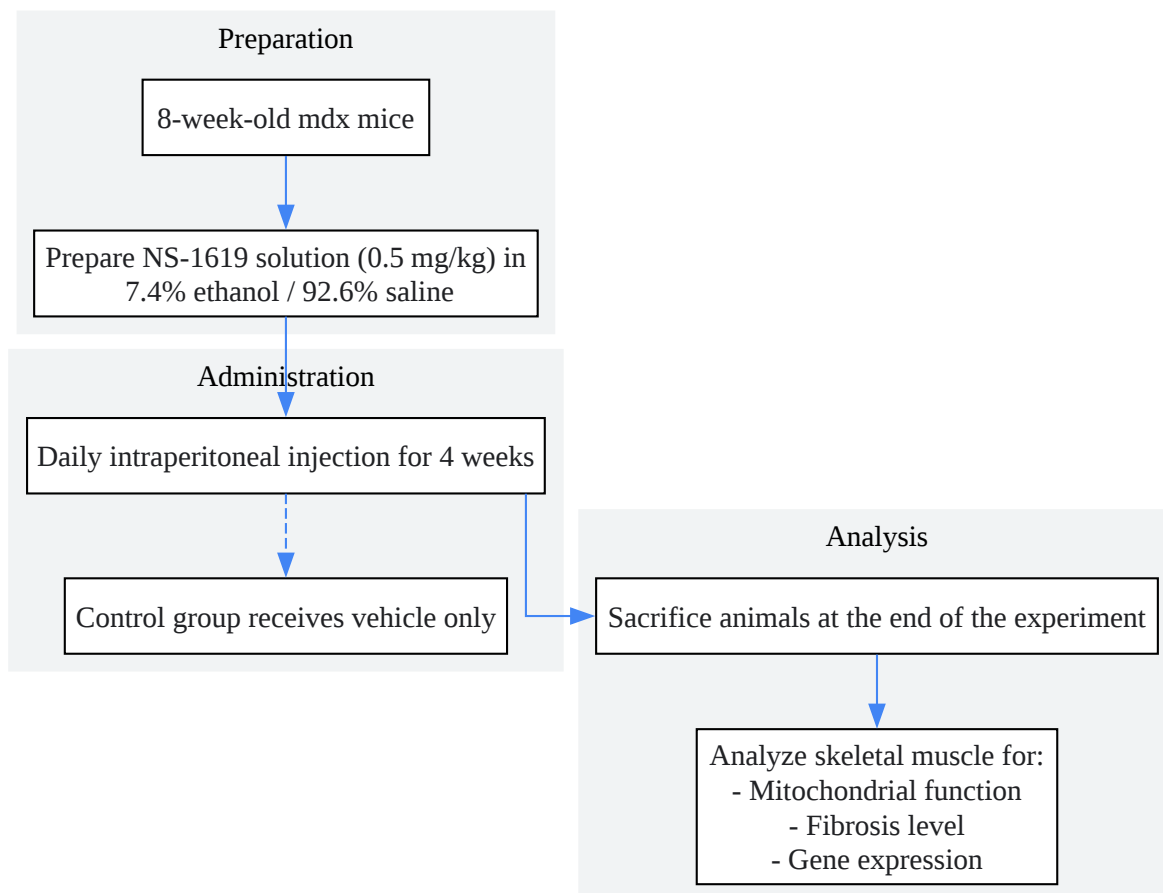 Preparation
8-week-old mdx mice
Prepare NS-1619 solution (0.5 mg/kg) in
7.4% ethanol / 92.6% saline
Administration
Daily intraperitoneal injection for 4 weeks
Control group receives vehicle only
Analysis
Sacrifice animals at the end of the experiment
Analyze skeletal muscle for:
- Mitochondrial function
- Fibrosis level
- Gene expression